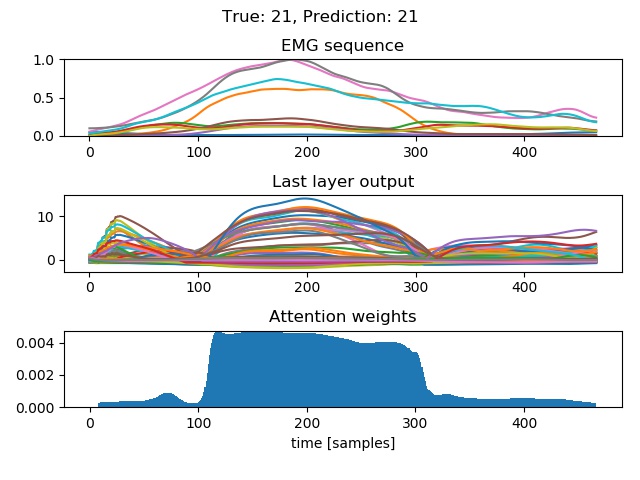 True: 21, Prediction: 21
EMG sequence
1.0
0.5
0.0
0 100 200 300 400
Last layer output
10
0
0 100 200 300 400
Attention weights
0.004
0.002
0.000
0 100 200 300 400
time [samples]